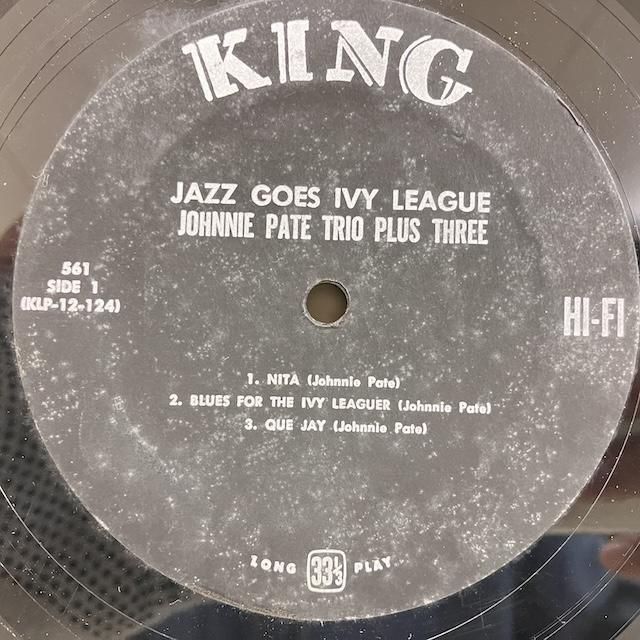 KING
JAZZ GOES IVY LEAGUE
JOHNNIE PATE TRIO PLUS THREE
561
SIDE 1
(KLP-12-124)
HI-FI
1. NITA (Johnnie Pate)
2. BLUES FOR THE IVY LEAGUER (Johnnie Pate)
3. QUE JAY (Johnnie Pate)
LONG 33⅓ PLAY